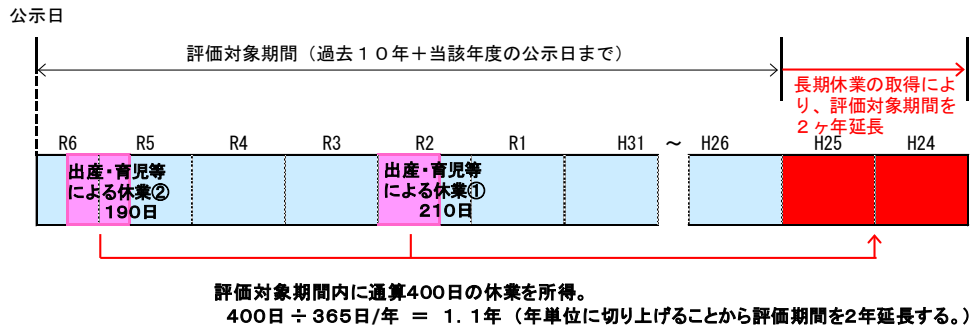 公示日
評価対象期間（過去１０年＋当該年度の公示日まで）
長期休業の取得によ
り、評価対象期間を
２ヶ年延長
R6 R5 R4 R3 R2 R1 H31 ～ H26 H25 H24
出産・育児等
による休業②
190日
出産・育児等
による休業①
210日
評価対象期間内に通算400日の休業を所得。
400日 ÷ 365日/年 ＝ 1．1年 （年単位に切り上げることから評価期間を2年延長する。）